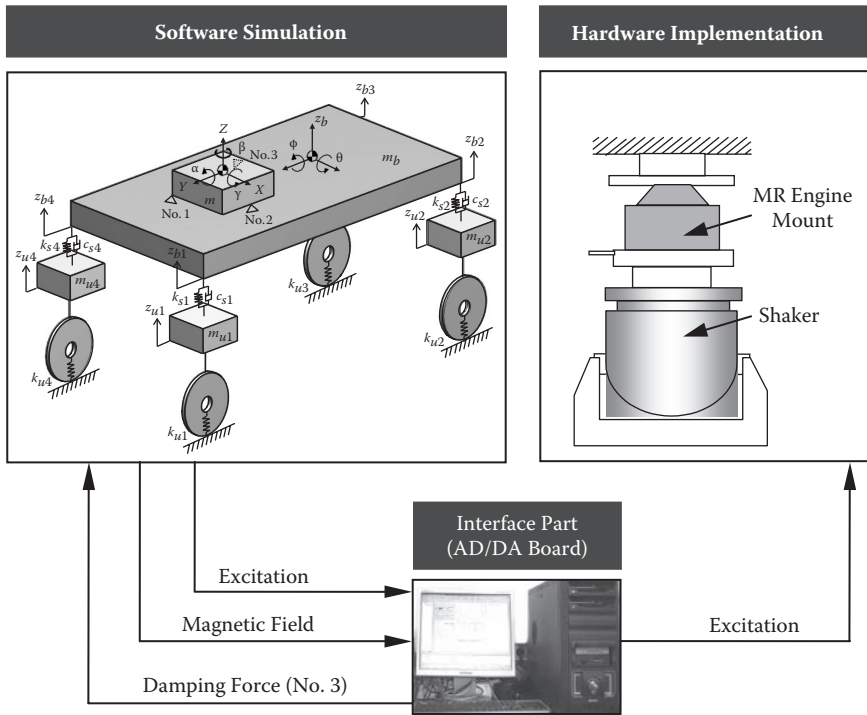 Software Simulation
Hardware Implementation
z_b3
z_b
z_b2
Z
β
No.3
ϕ
θ
m_b
α
Y
X
γ
m
No.1
No.2
z_b4
k_s4
c_s4
z_u4
m_u4
k_u4
z_b1
k_s1
c_s1
z_u1
m_u1
k_u1
k_u3
k_s2
c_s2
z_u2
m_u2
k_u2
MR Engine
Mount
Shaker
Interface Part
(AD/DA Board)
Excitation
Magnetic Field
Damping Force (No. 3)
Excitation